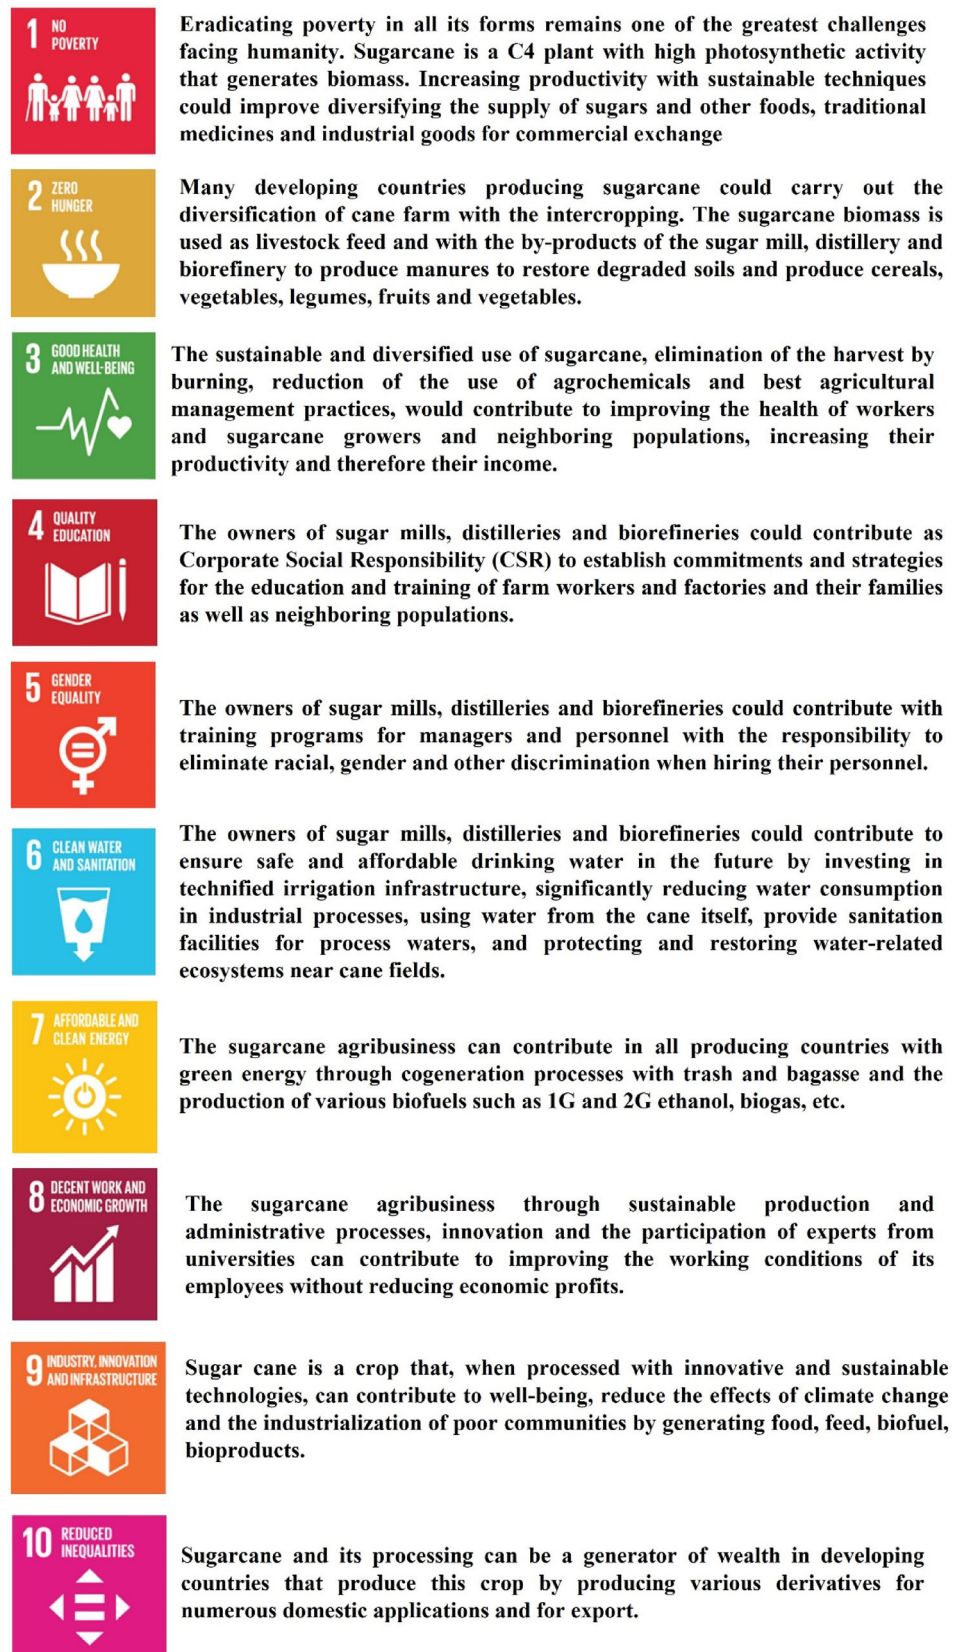 1 NO
POVERTY
Eradicating poverty in all its forms remains one of the greatest challenges
facing humanity. Sugarcane is a C4 plant with high photosynthetic activity
that generates biomass. Increasing productivity with sustainable techniques
could improve diversifying the supply of sugars and other foods, traditional
medicines and industrial goods for commercial exchange
2 ZERO
HUNGER
Many developing countries producing sugarcane could carry out the
diversification of cane farm with the intercropping. The sugarcane biomass is
used as livestock feed and with the by-products of the sugar mill, distillery and
biorefinery to produce manures to restore degraded soils and produce cereals,
vegetables, legumes, fruits and vegetables.
3 GOOD HEALTH
AND WELL-BEING
The sustainable and diversified use of sugarcane, elimination of the harvest by
burning, reduction of the use of agrochemicals and best agricultural
management practices, would contribute to improving the health of workers
and sugarcane growers and neighboring populations, increasing their
productivity and therefore their income.
4 QUALITY
EDUCATION
The owners of sugar mills, distilleries and biorefineries could contribute as
Corporate Social Responsibility (CSR) to establish commitments and strategies
for the education and training of farm workers and factories and their families
as well as neighboring populations.
5 GENDER
EQUALITY
The owners of sugar mills, distilleries and biorefineries could contribute with
training programs for managers and personnel with the responsibility to
eliminate racial, gender and other discrimination when hiring their personnel.
6 CLEAN WATER
AND SANITATION
The owners of sugar mills, distilleries and biorefineries could contribute to
ensure safe and affordable drinking water in the future by investing in
technified irrigation infrastructure, significantly reducing water consumption
in industrial processes, using water from the cane itself, provide sanitation
facilities for process waters, and protecting and restoring water-related
ecosystems near cane fields.
7 AFFORDABLE AND
CLEAN ENERGY
The sugarcane agribusiness can contribute in all producing countries with
green energy through cogeneration processes with trash and bagasse and the
production of various biofuels such as 1G and 2G ethanol, biogas, etc.
8 DECENT WORK AND
ECONOMIC GROWTH
The sugarcane agribusiness through sustainable production and
administrative processes, innovation and the participation of experts from
universities can contribute to improving the working conditions of its
employees without reducing economic profits.
9 INDUSTRY, INNOVATION
AND INFRASTRUCTURE
Sugar cane is a crop that, when processed with innovative and sustainable
technologies, can contribute to well-being, reduce the effects of climate change
and the industrialization of poor communities by generating food, feed, biofuel,
bioproducts.
10 REDUCED
INEQUALITIES
Sugarcane and its processing can be a generator of wealth in developing
countries that produce this crop by producing various derivatives for
numerous domestic applications and for export.